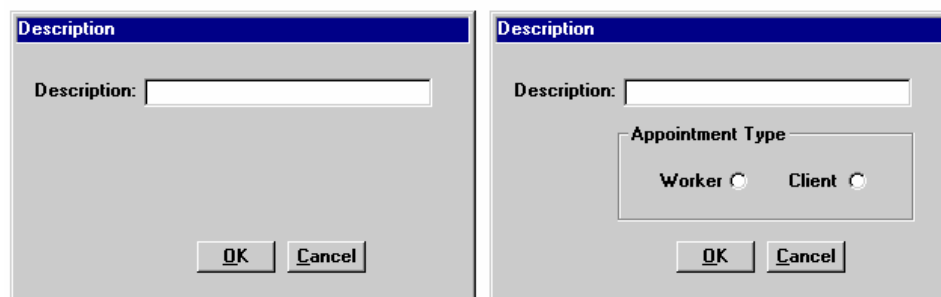 Description
Description:
OK Cancel
Description
Description:
Appointment Type
Worker Client
OK Cancel